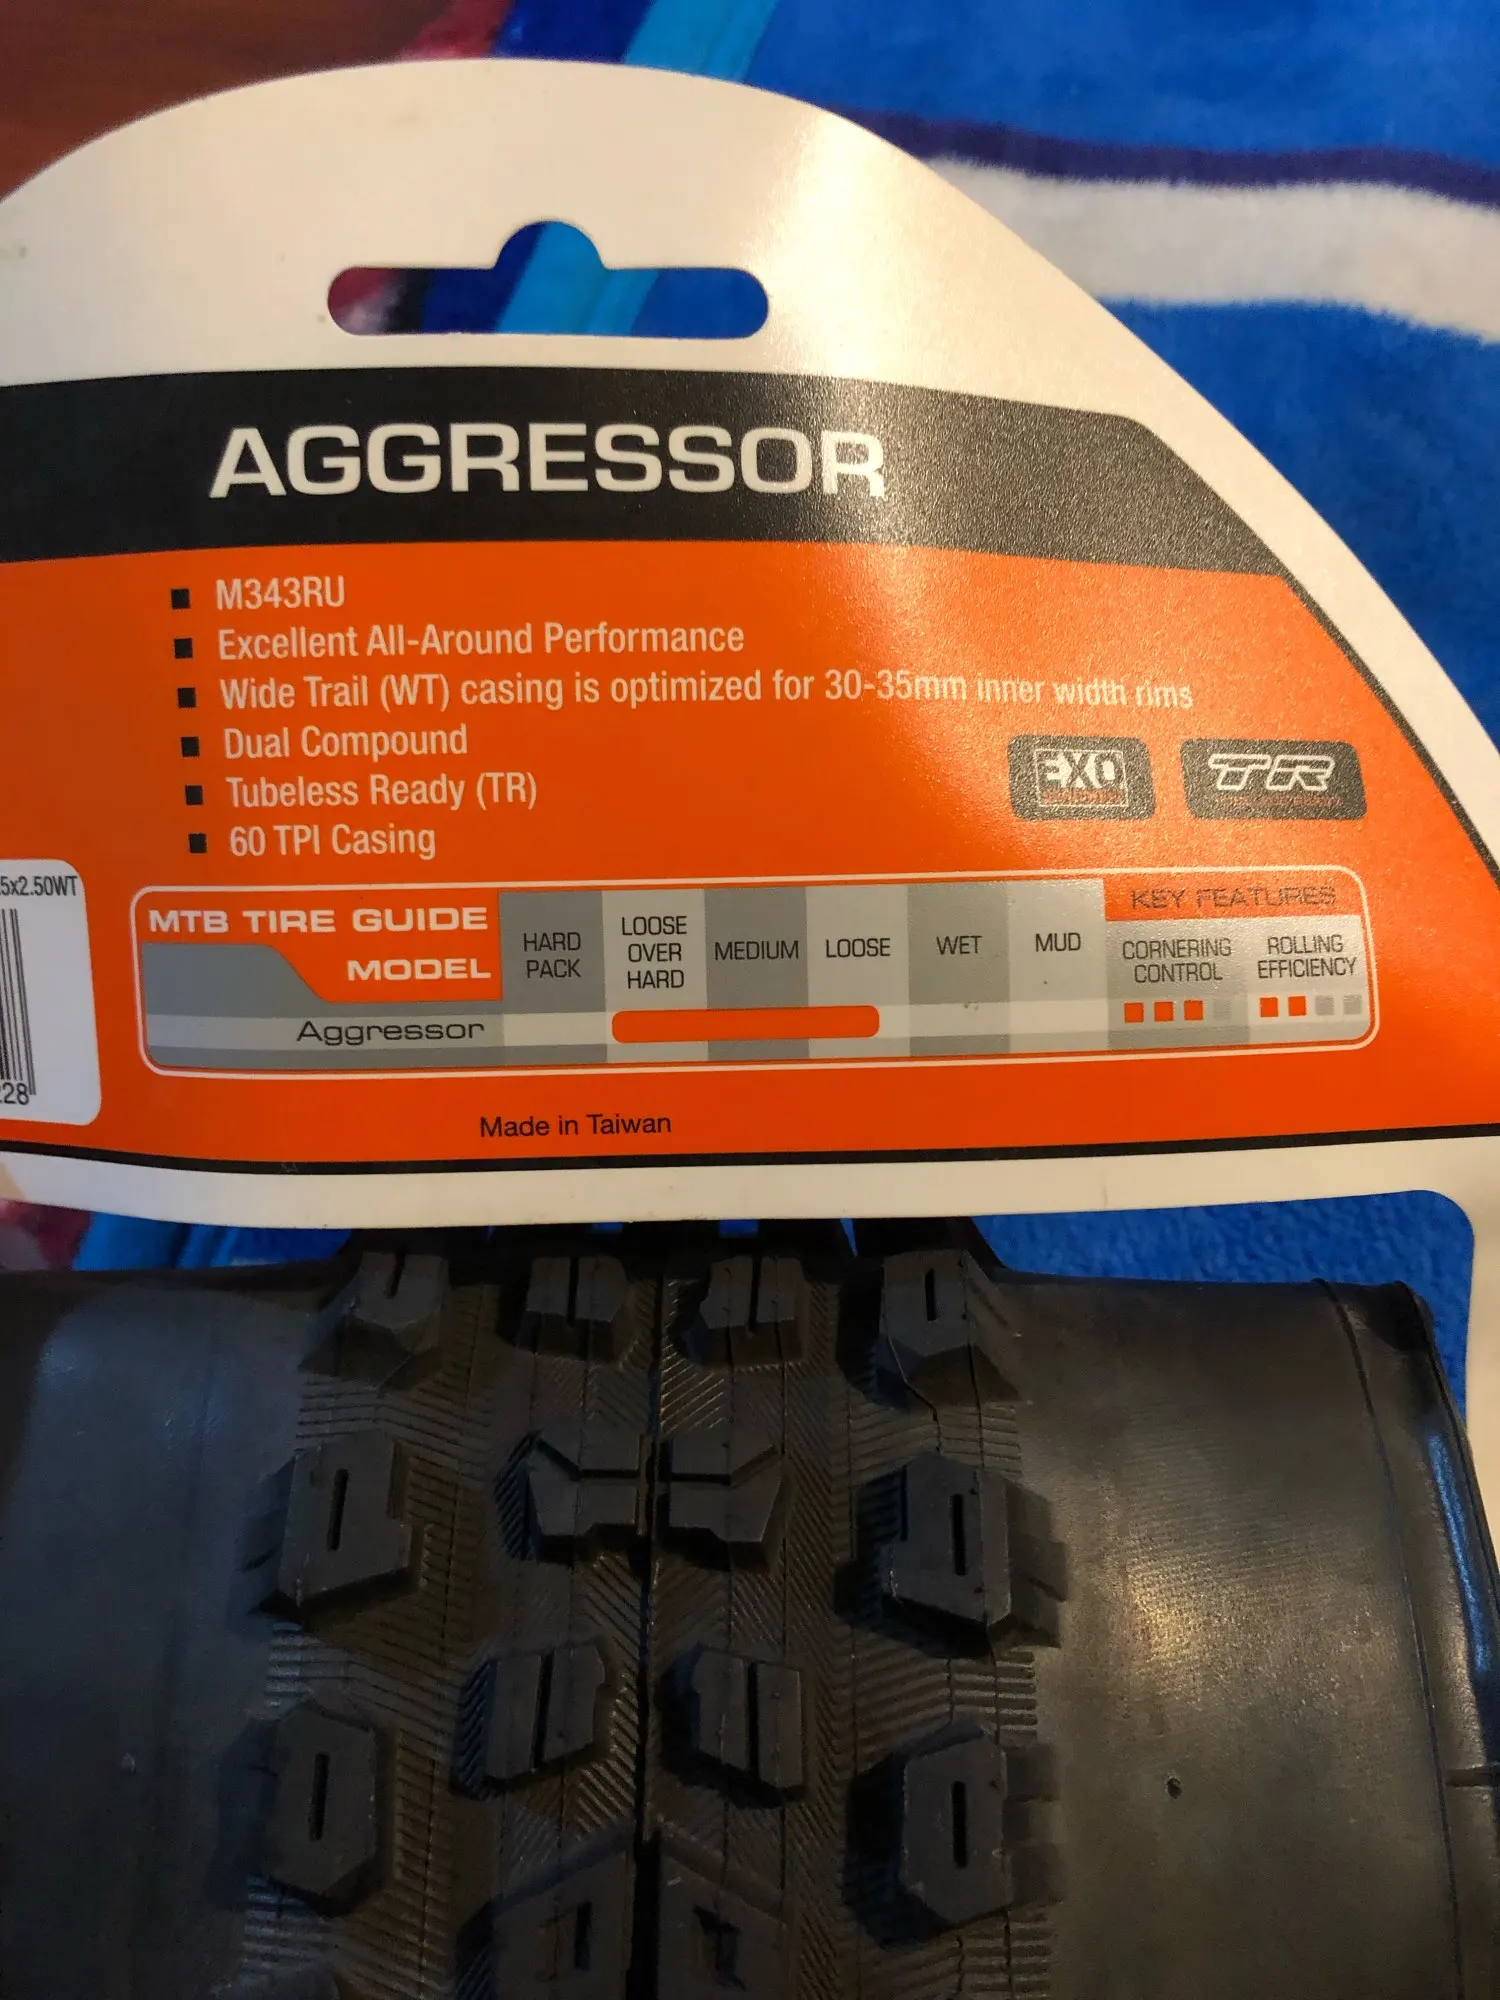 AGGRESSOR
M343RU
Excellent All-Around Performance
Wide Trail (WT) casing is optimized for 30-35mm inner width rims
Dual Compound
Tubeless Ready (TR)
60 TPI Casing
EXO
TR
5x2.50WT
228
MTB TIRE GUIDE
MODEL
HARD PACK
LOOSE OVER HARD
MEDIUM
LOOSE
WET
MUD
KEY FEATURES
CORNERING CONTROL
ROLLING EFFICIENCY
Aggressor
Made in Taiwan